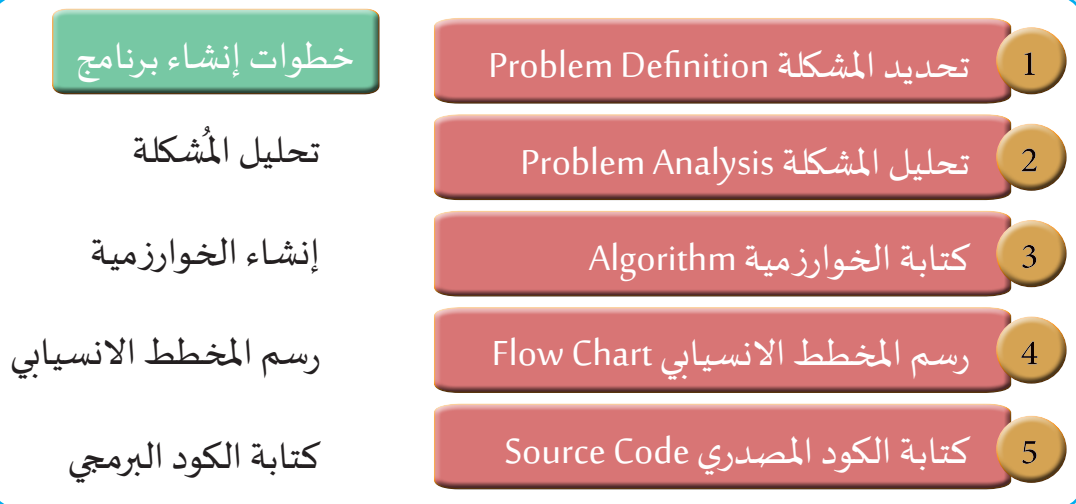 خطوات إنشاء برنامج
1 تحديد المشكلة Problem Definition
تحليل المُشكلة
2 تحليل المشكلة Problem Analysis
إنشاء الخوارزمية
3 كتابة الخوارزمية Algorithm
رسم المخطط الانسيابي
4 رسم المخطط الانسيابي Flow Chart
كتابة الكود البرمجي
5 كتابة الكود المصدري Source Code